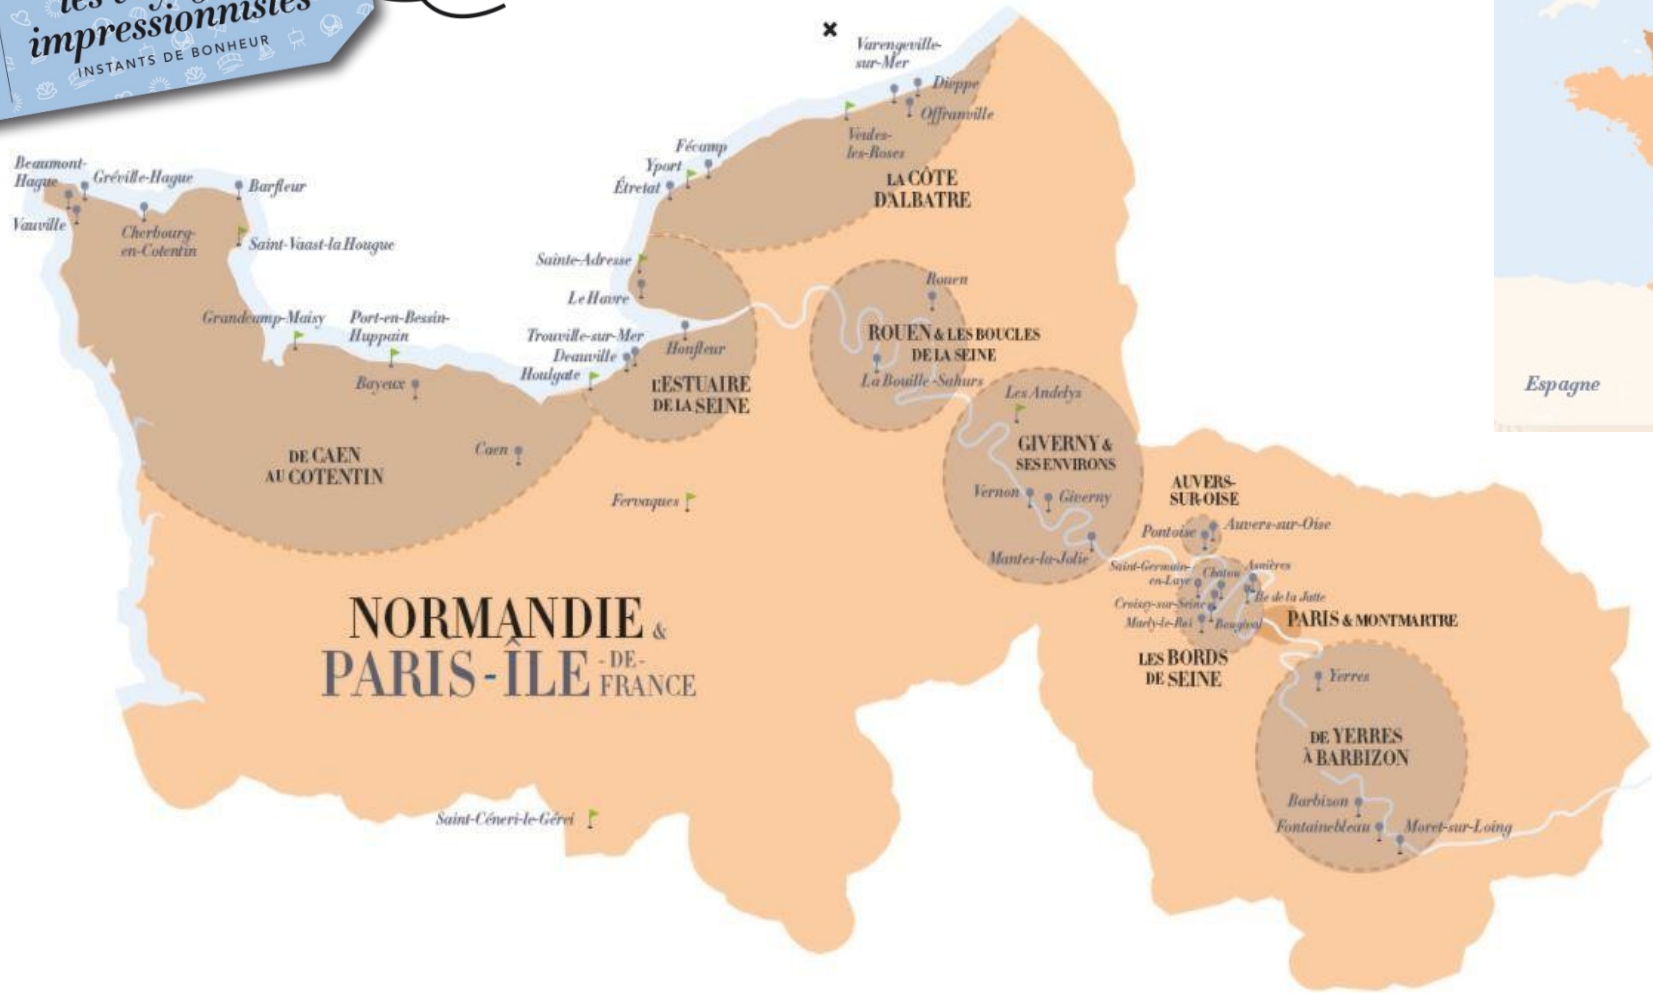 impressionnistes
INSTANTS DE BONHEUR
Varengeville-
sur-Mer
Dieppe
Offranville
Veules-
les-Roses
Fécamp
Yport
Étretat
LA CÔTE
D'ALBATRE
Beaumont-
Hague
Gréville-Hague
Barfleur
Vauville
Cherbourg-
en-Cotentin
Saint-Vaast-la Hougue
Sainte-Adresse
Le Havre
Rouen
Grandcamp-Maisy
Port-en-Bessin-
Huppain
Trouville-sur-Mer
Deauville
Houlgate
Honfleur
Bayeux
L'ESTUAIRE
DE LA SEINE
ROUEN & LES BOUCLES
DE LA SEINE
La Bouille-Sahurs
Les Andelys
Espagne
DE CAEN
AU COTENTIN
Caen
GIVERNY &
SES ENVIRONS
Fervaques
Vernon
Giverny
Mantes-la-Jolie
AUVERS-
SUR-OISE
Pontoise
Auvers-sur-Oise
Saint-Germain-
en-Laye
Chatou
Asnières
Croissy-sur-Seine
Île de la Jatte
Marly-le-Roi
Bougival
PARIS & MONTMARTRE
LES BORDS
DE SEINE
NORMANDIE &
PARIS-ÎLE -DE-
FRANCE
Yerres
DE YERRES
À BARBIZON
Barbizon
Fontainebleau
Moret-sur-Loing
Saint-Céneri-le-Gérei